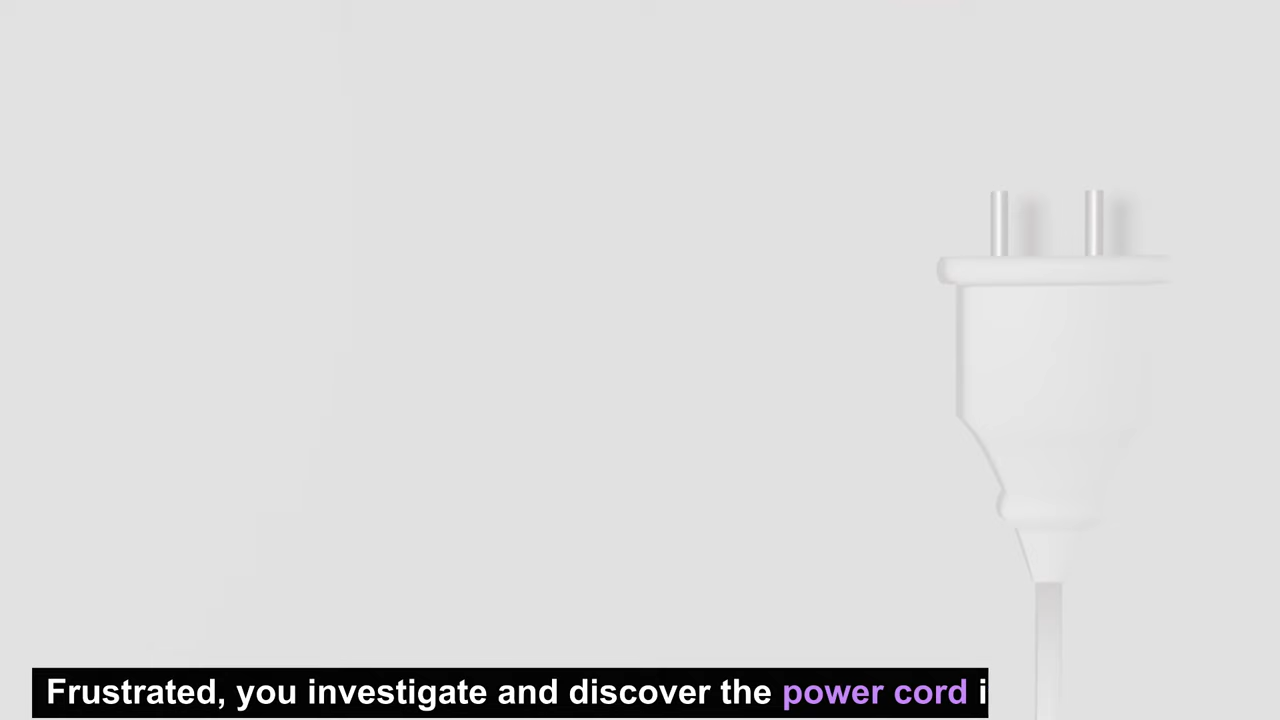 Frustrated, you investigate and discover the power cord i